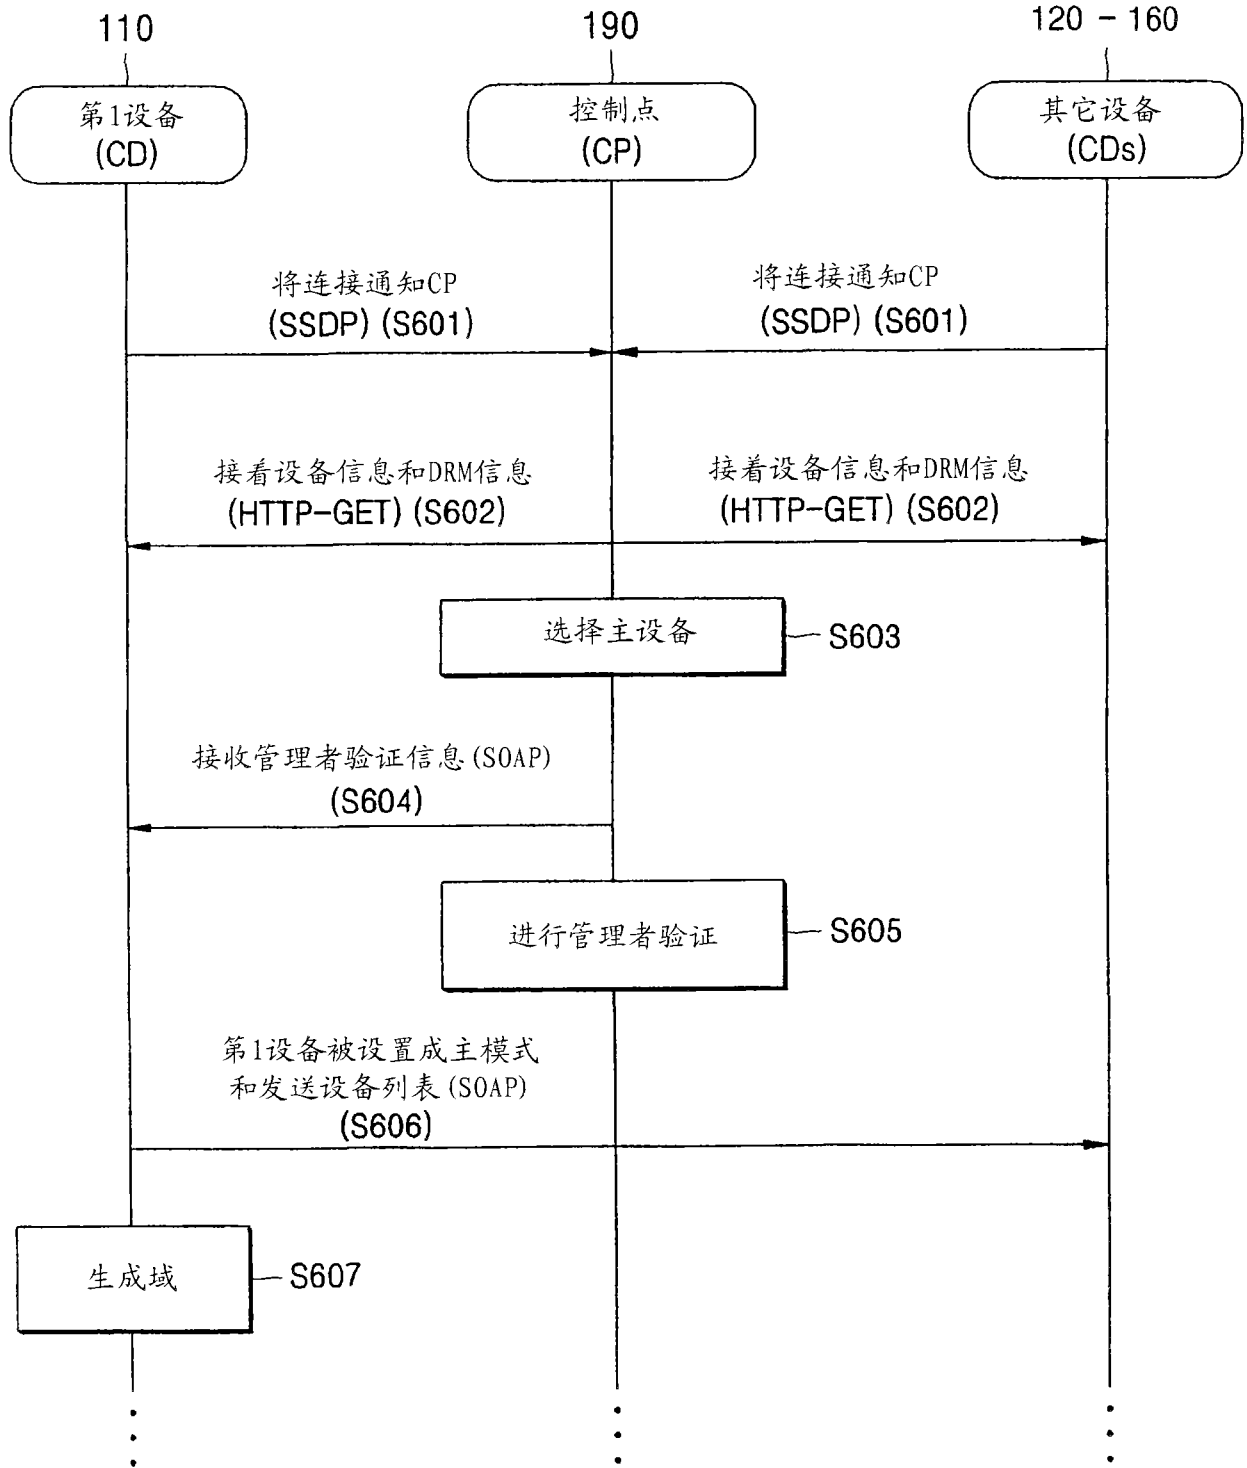 110
190
120 - 160
第1设备
(CD)
控制点
(CP)
其它设备
(CDs)
将连接通知CP
(SSDP) (S601)
将连接通知CP
(SSDP) (S601)
接着设备信息和DRM信息
(HTTP-GET) (S602)
接着设备信息和DRM信息
(HTTP-GET) (S602)
选择主设备
S603
接收管理者验证信息(SOAP)
(S604)
进行管理者验证
S605
第1设备被设置成主模式
和发送设备列表(SOAP)
(S606)
生成域
S607